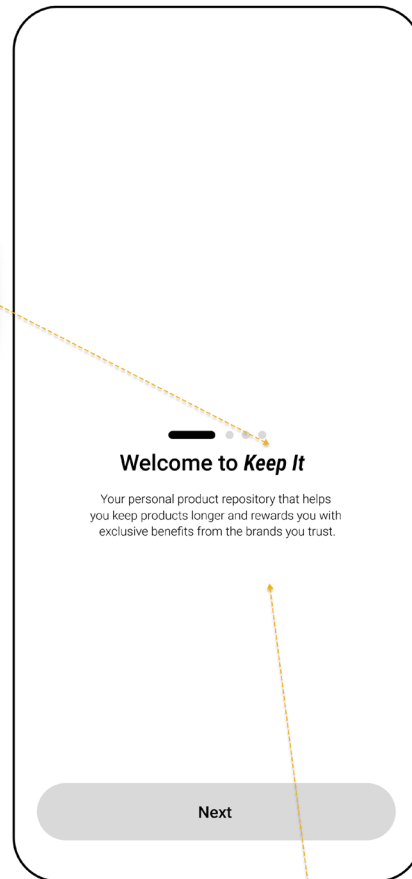 Welcome to Keep It
Your personal product repository that helps
you keep products longer and rewards you with
exclusive benefits from the brands you trust.
Next